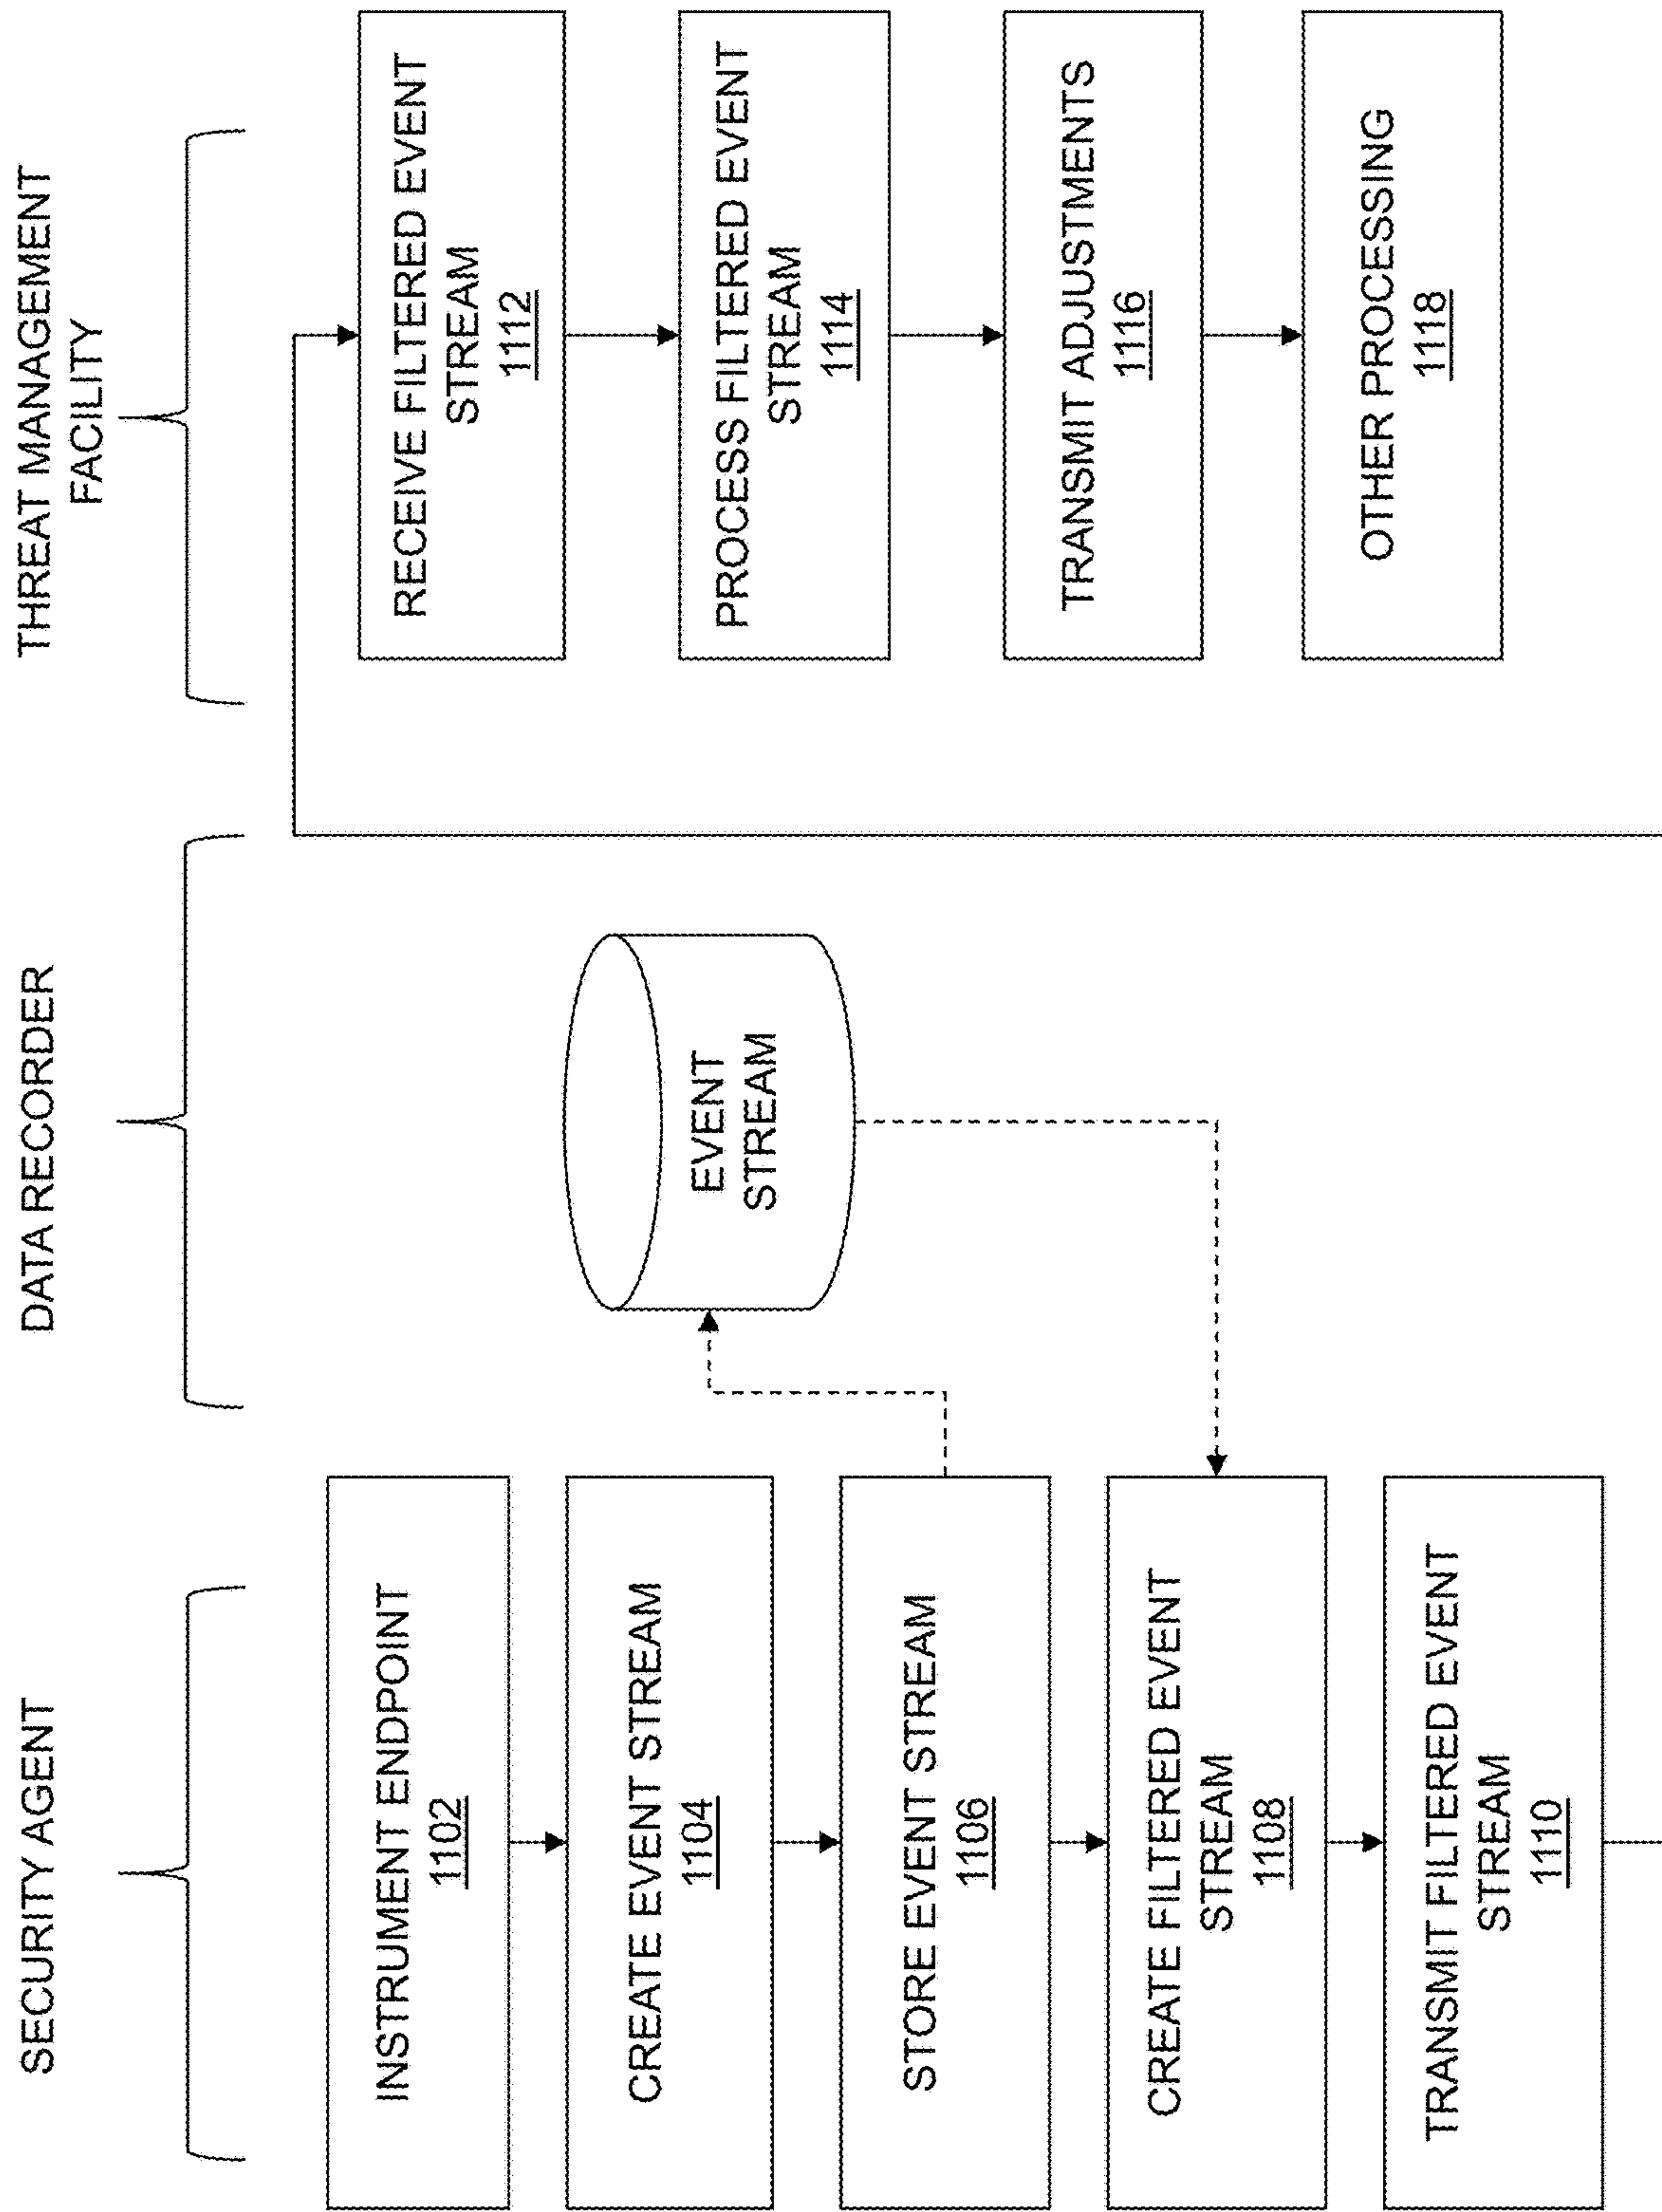 SECURITY AGENT
INSTRUMENT ENDPOINT
1102
CREATE EVENT STREAM
1104
STORE EVENT STREAM
1106
CREATE FILTERED EVENT
STREAM
1108
TRANSMIT FILTERED EVENT
STREAM
1110
DATA RECORDER
EVENT
STREAM
THREAT MANAGEMENT
FACILITY
RECEIVE FILTERED EVENT
STREAM
1112
PROCESS FILTERED EVENT
STREAM
1114
TRANSMIT ADJUSTMENTS
1116
OTHER PROCESSING
1118